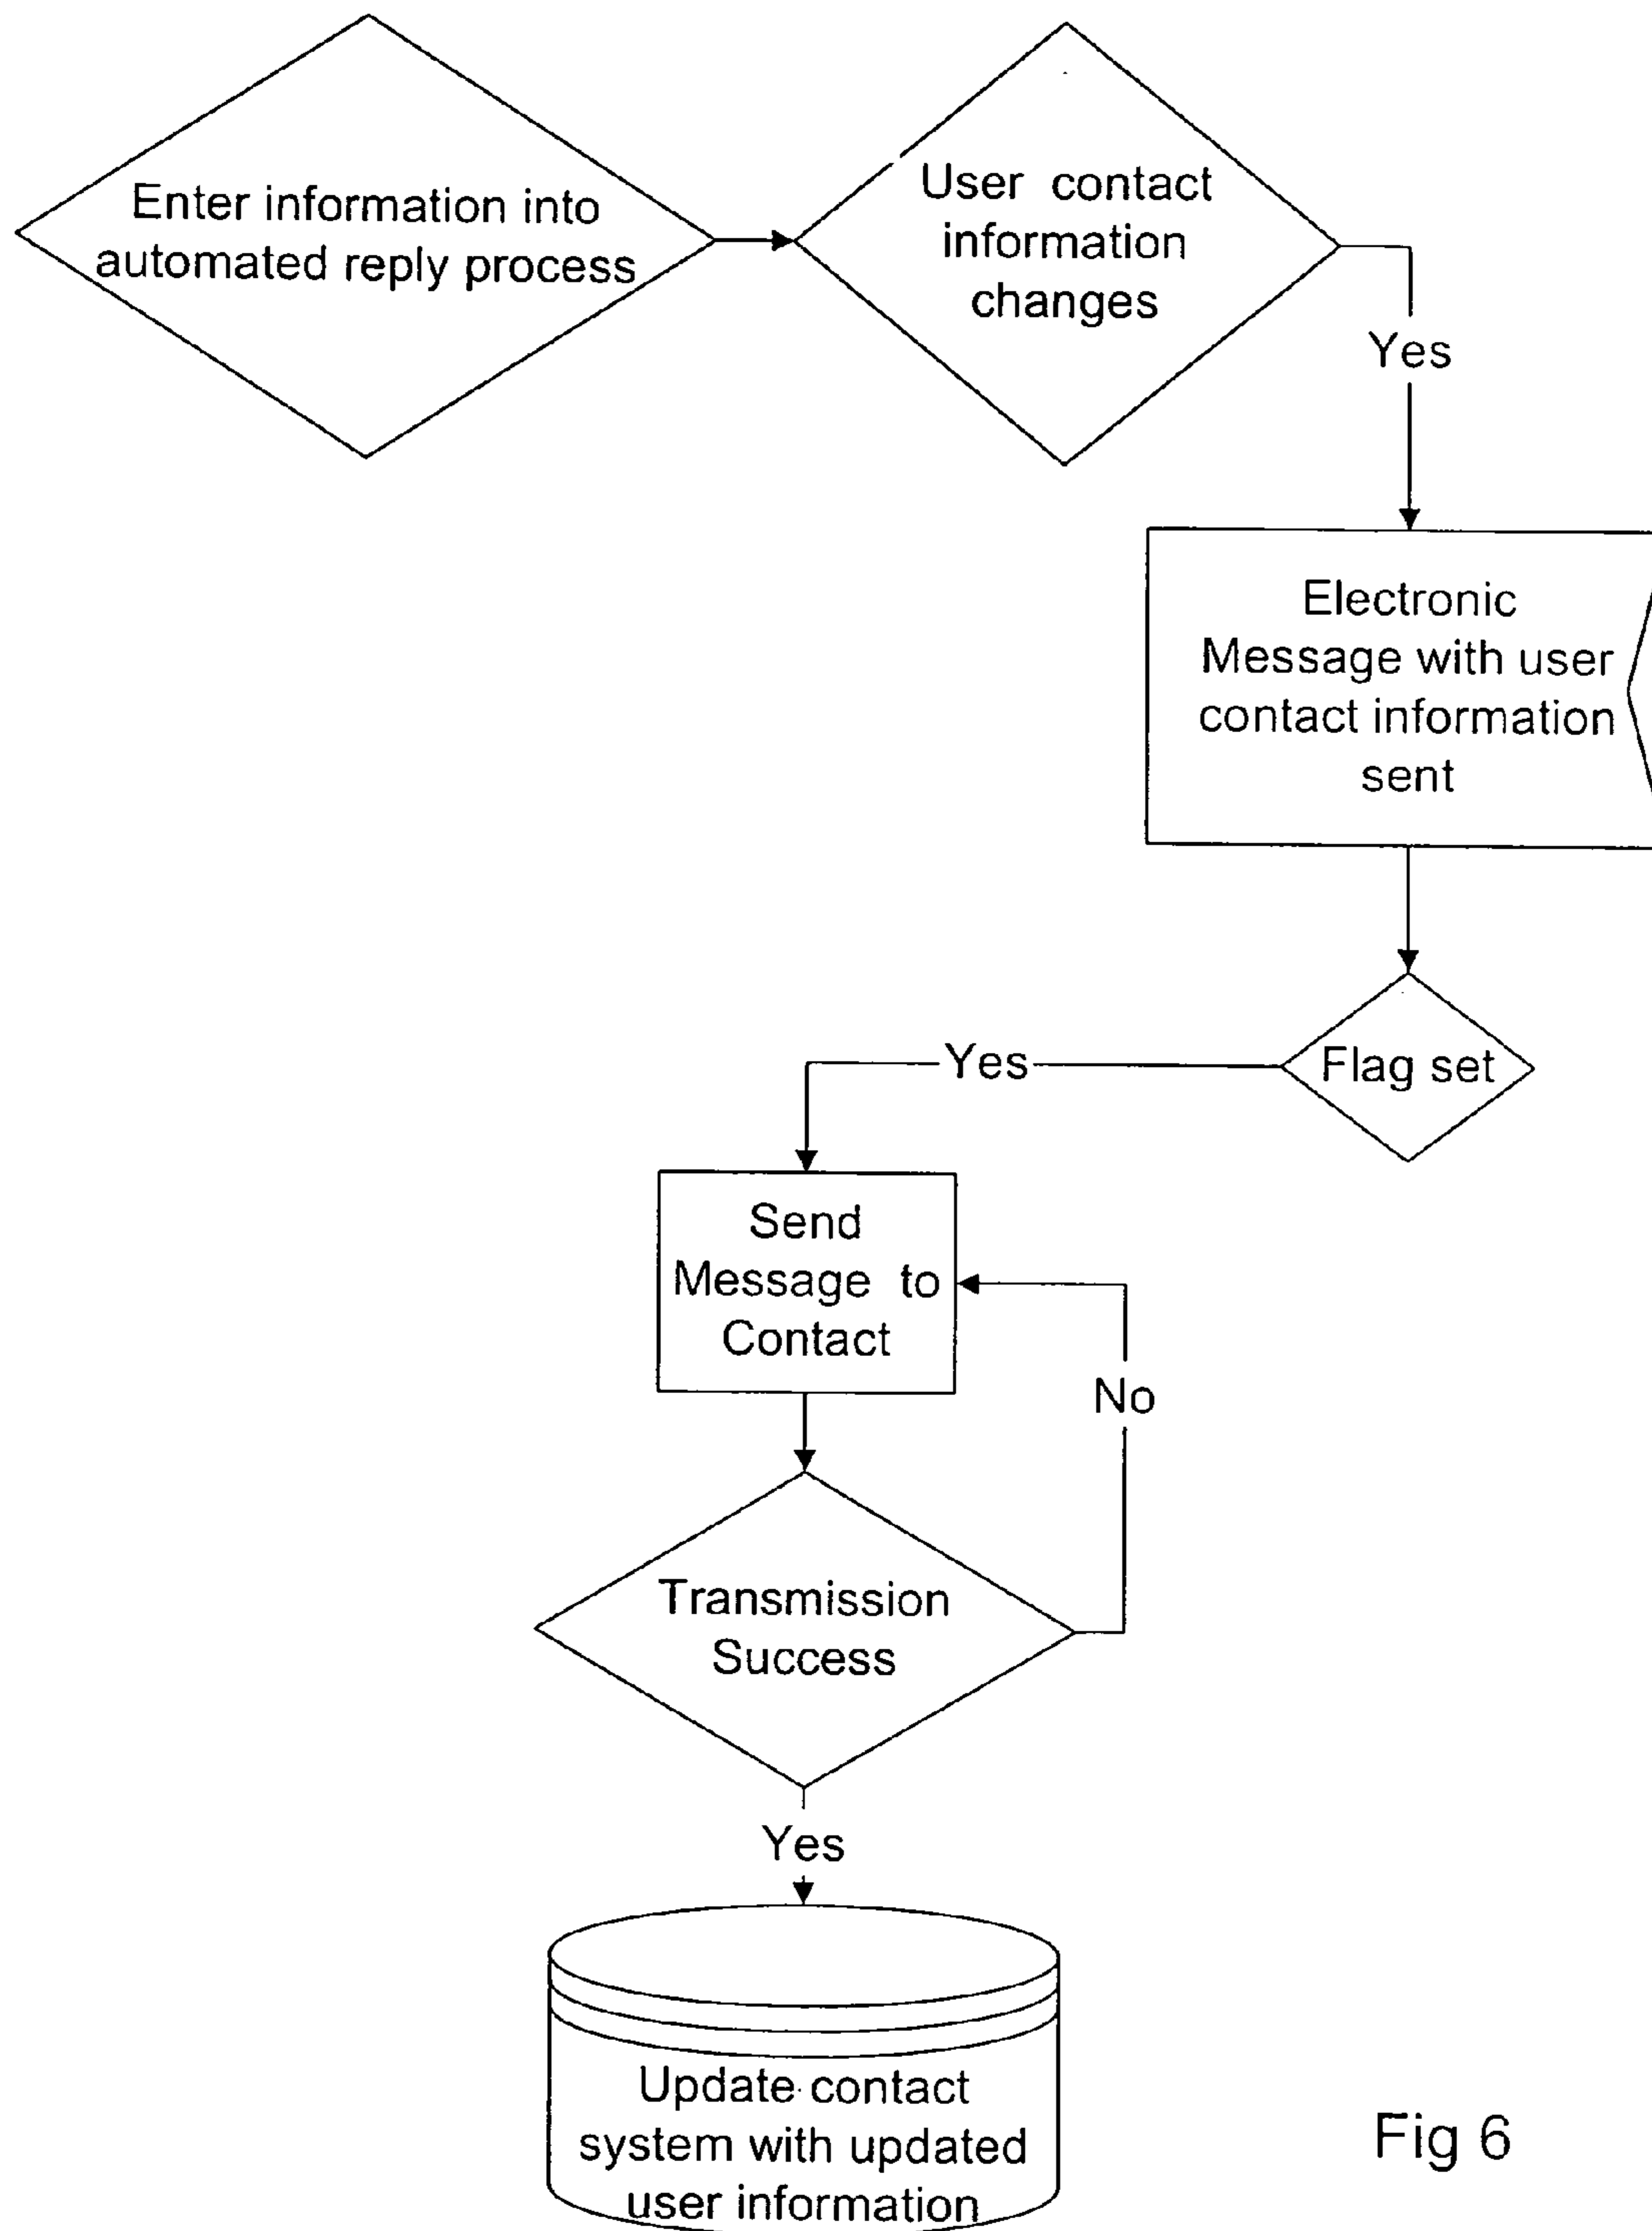 Enter information into
automated reply process
User contact
information
changes
Yes
Electronic
Message with user
contact information
sent
Flag set
Yes
Send
Message to
Contact
No
Transmission
Success
Yes
Update contact
system with updated
user information
Fig 6